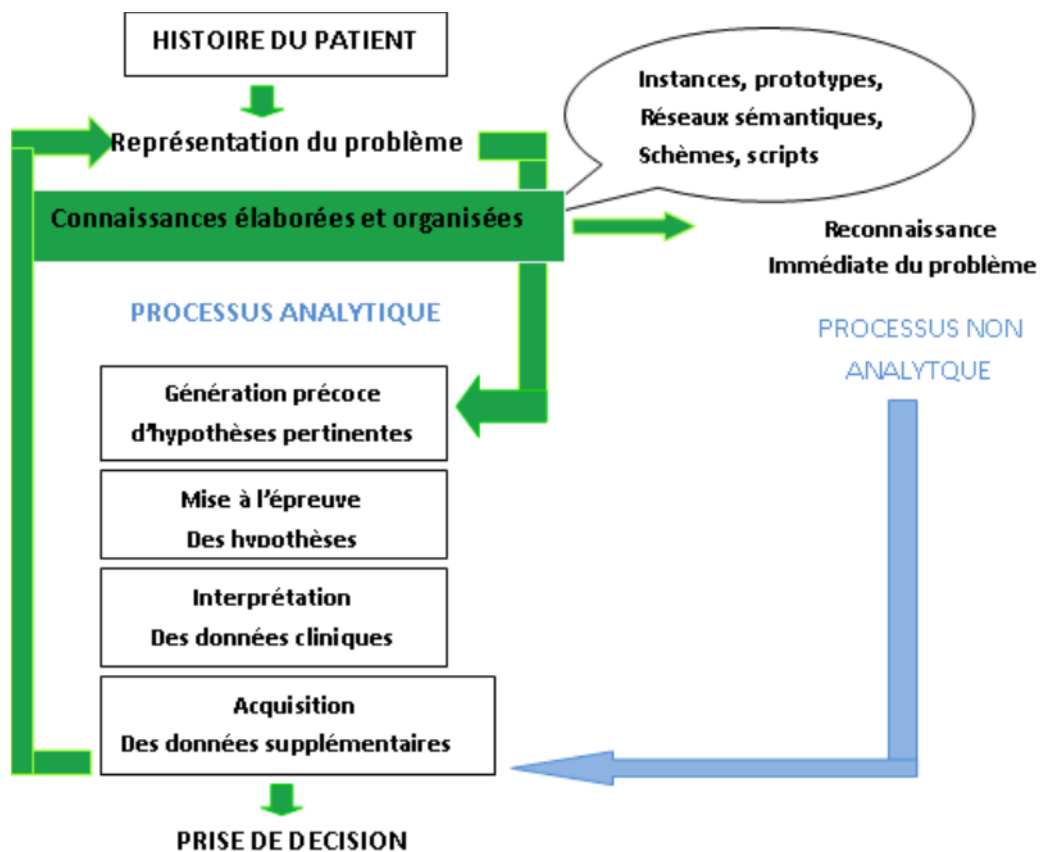 HISTOIRE DU PATIENT
Instances, prototypes,
Réseaux sémantiques,
Schèmes, scripts
Représentation du problème
Connaissances élaborées et organisées
Reconnaissance
Immédiate du problème
PROCESSUS ANALYTIQUE
PROCESSUS NON
ANALYTQUE
Génération précoce
d'hypothèses pertinentes
Mise à l'épreuve
Des hypothèses
Interprétation
Des données cliniques
Acquisition
Des données supplémentaires
PRISE DE DECISION